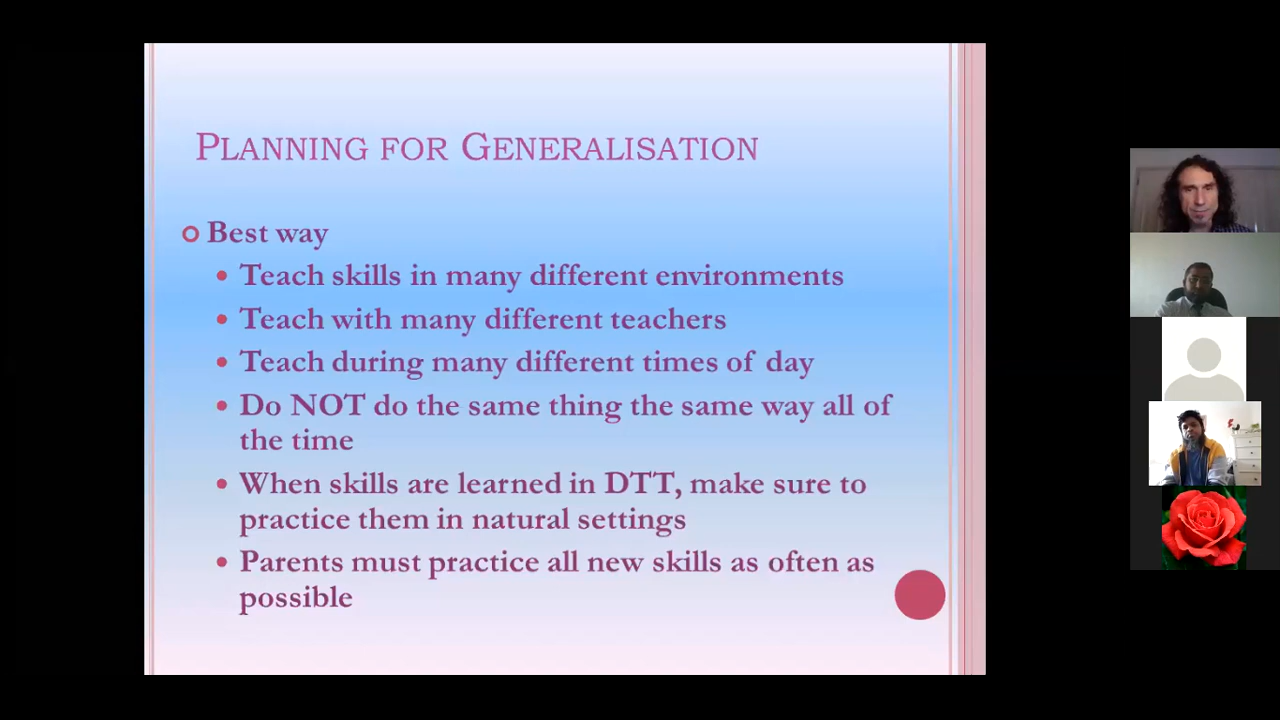 Planning for Generalisation
Best way
Teach skills in many different environments
Teach with many different teachers
Teach during many different times of day
Do NOT do the same thing the same way all of
the time
When skills are learned in DTT, make sure to
practice them in natural settings
Parents must practice all new skills as often as
possible